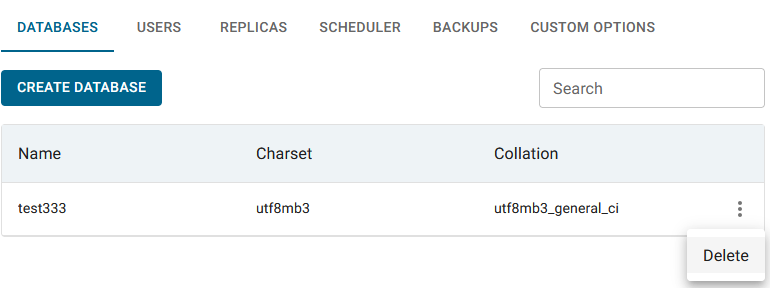 DATABASES USERS REPLICAS SCHEDULER BACKUPS CUSTOM OPTIONS
CREATE DATABASE Search
Name Charset Collation
test333 utf8mb3 utf8mb3_general_ci
Delete